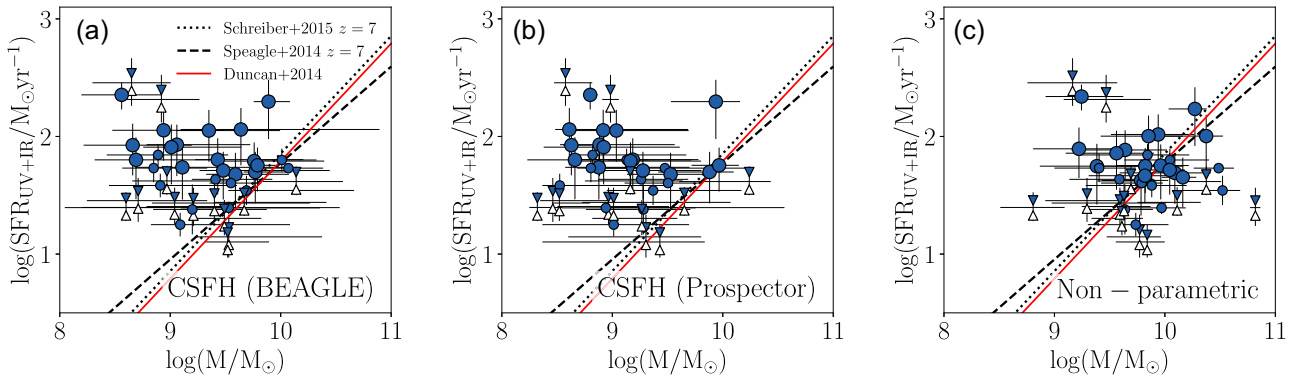 (a)
Schreiber+2015 z = 7
Speagle+2014 z = 7
Duncan+2014
CSFH (BEAGLE)
log(SFR_UV+IR/M⊙yr⁻¹)
3
2
1
8 9 10 11
log(M/M⊙)
(b)
CSFH (Prospector)
log(SFR_UV+IR/M⊙yr⁻¹)
3
2
1
8 9 10 11
log(M/M⊙)
(c)
Non − parametric
log(SFR_UV+IR/M⊙yr⁻¹)
3
2
1
8 9 10 11
log(M/M⊙)